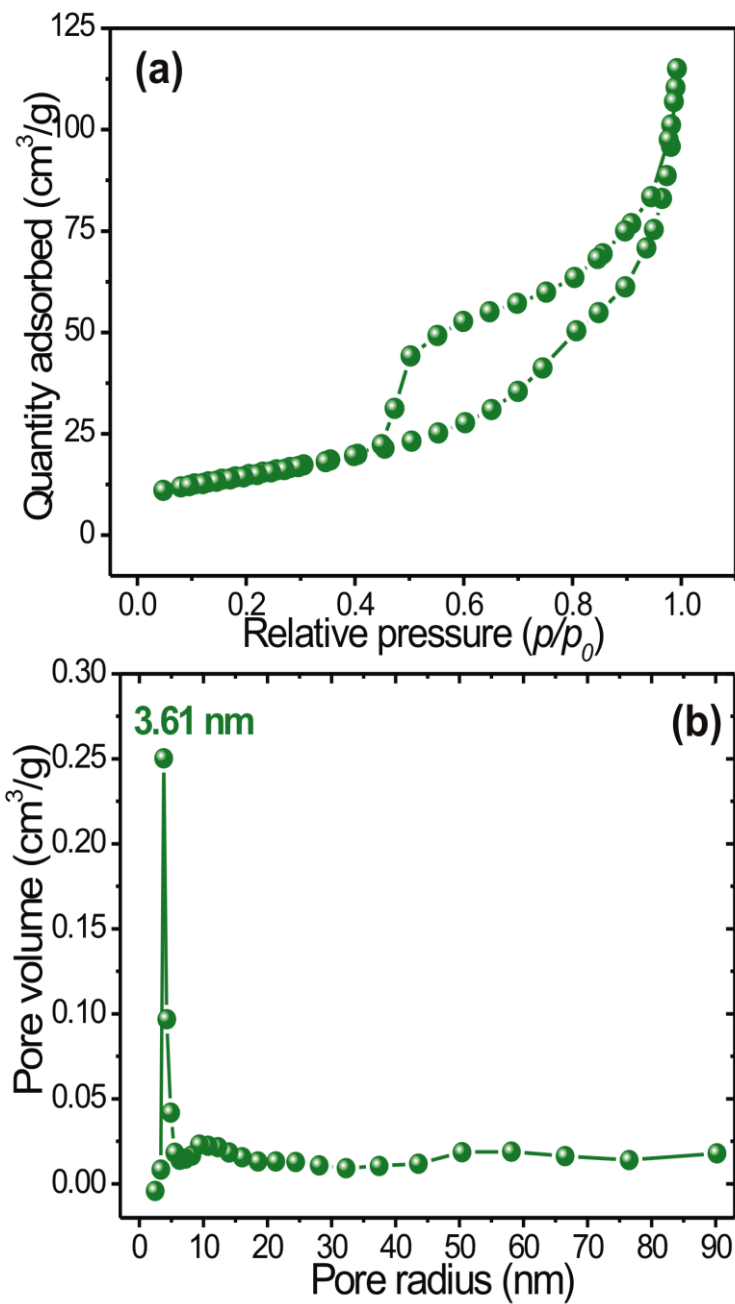 (a)
Quantity adsorbed (cm³/g)
125
100
75
50
25
0
0.0 0.2 0.4 0.6 0.8 1.0
Relative pressure (p/p₀)
(b)
3.61 nm
Pore volume (cm³/g)
0.30
0.25
0.20
0.15
0.10
0.05
0.00
0 10 20 30 40 50 60 70 80 90
Pore radius (nm)